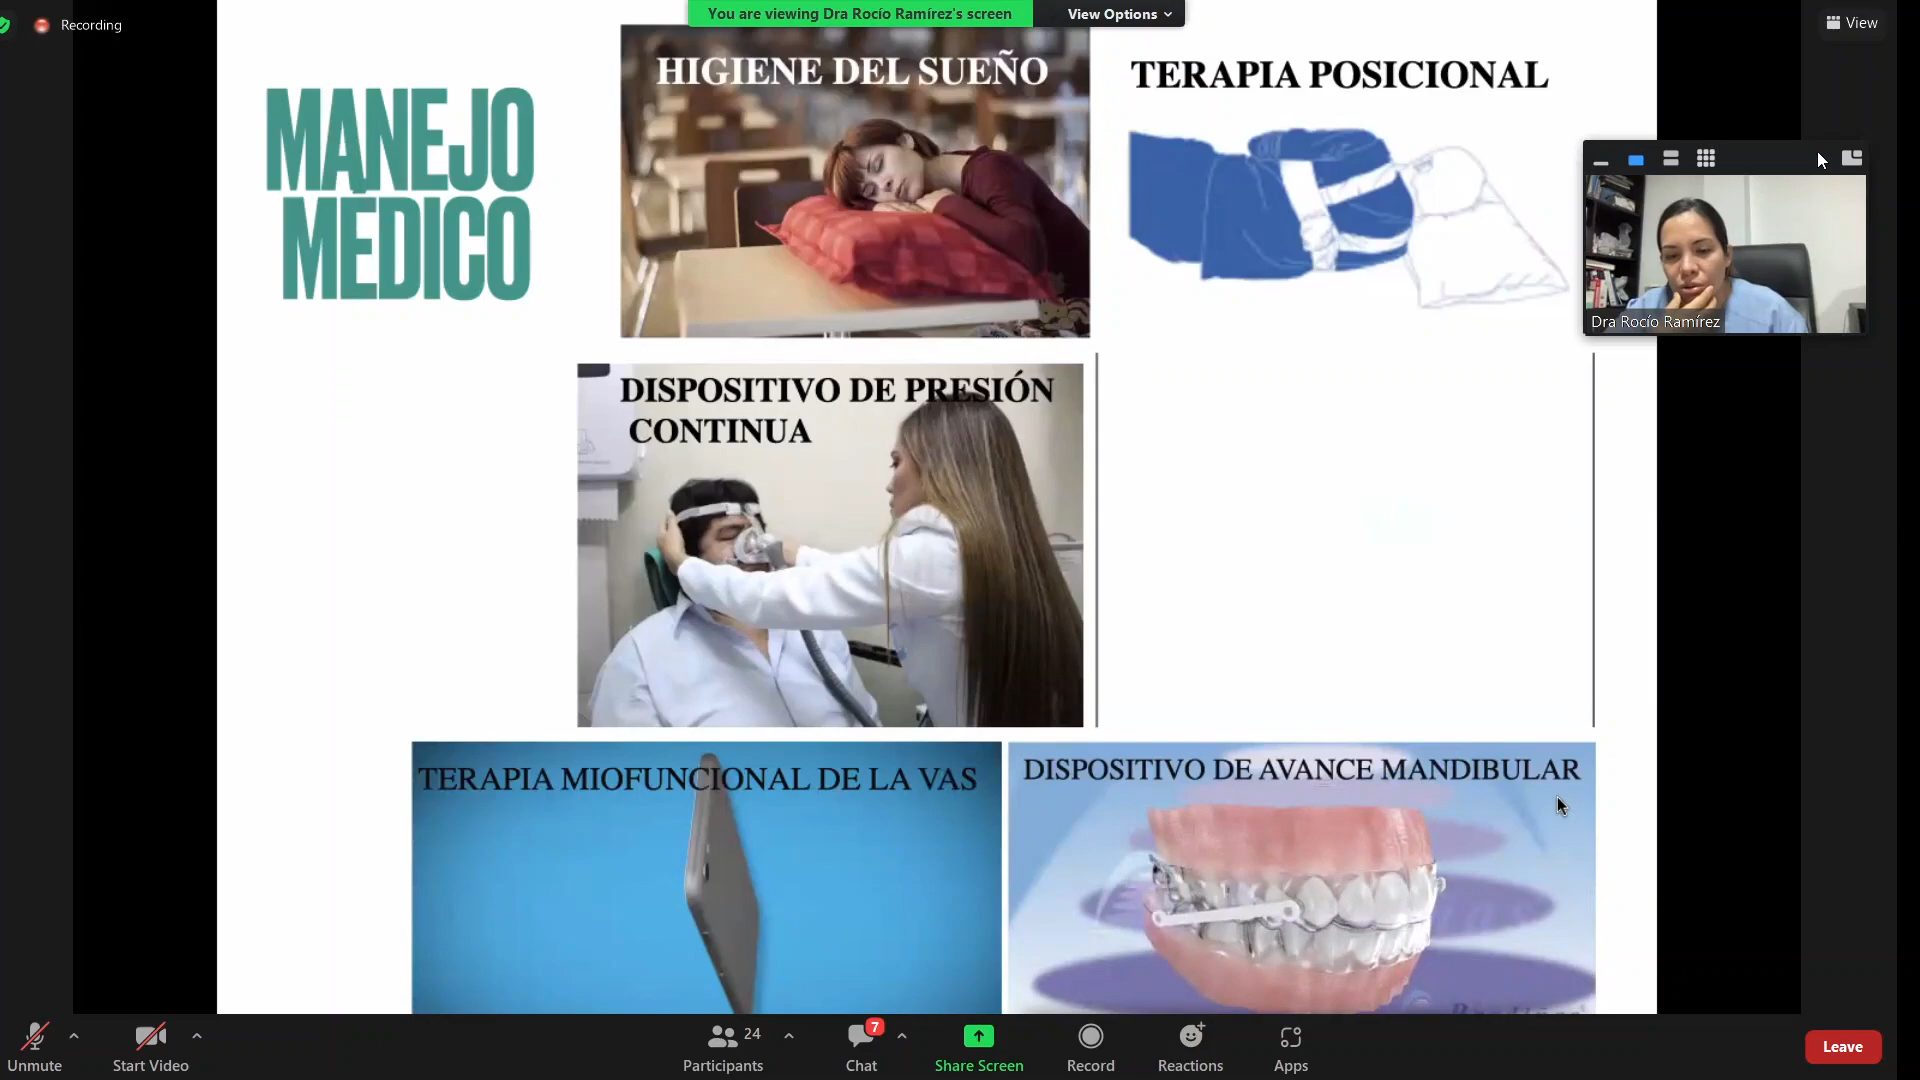 You are viewing Dra Rocío Ramírez's screen
View Options
Recording
View
MANEJO
MÉDICO
HIGIENE DEL SUEÑO
TERAPIA POSICIONAL
Dra Rocío Ramírez
DISPOSITIVO DE PRESIÓN
CONTINUA
TERAPIA MIOFUNCIONAL DE LA VAS
DISPOSITIVO DE AVANCE MANDIBULAR
Unmute
Start Video
24
Participants
7
Chat
Share Screen
Record
Reactions
Apps
Leave